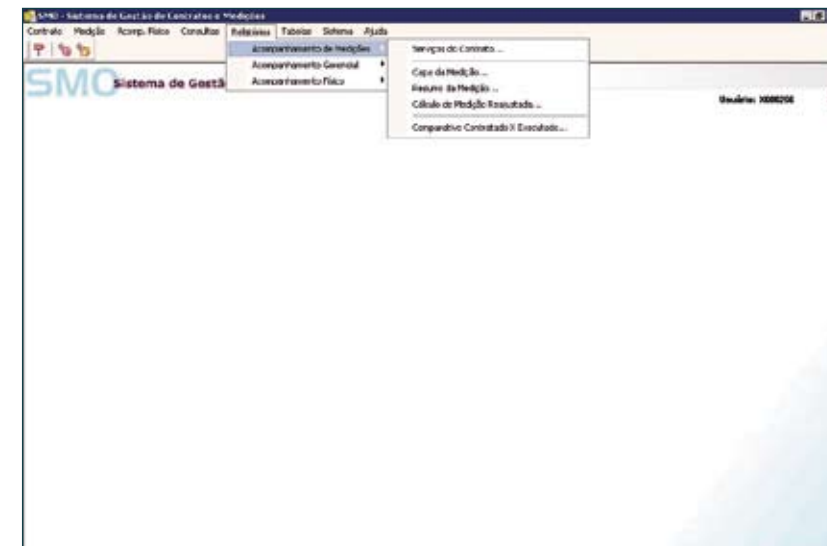 SMO - Sistema de Gestão de Contratos e Medições
Contrato Medição Acomp. Físico Consultas Relatórios Tabelas Sistema Ajuda
SMO Sistema de Gestã
Acompanhamento de Medições
Acompanhamento Gerencial
Acompanhamento Físico
Serviços do Contrato ...
Capa da Medição ...
Resumo da Medição ...
Cálculo de Medição Reajustada ...
Comparativo Contratado X Executado ...
Usuário: X088256